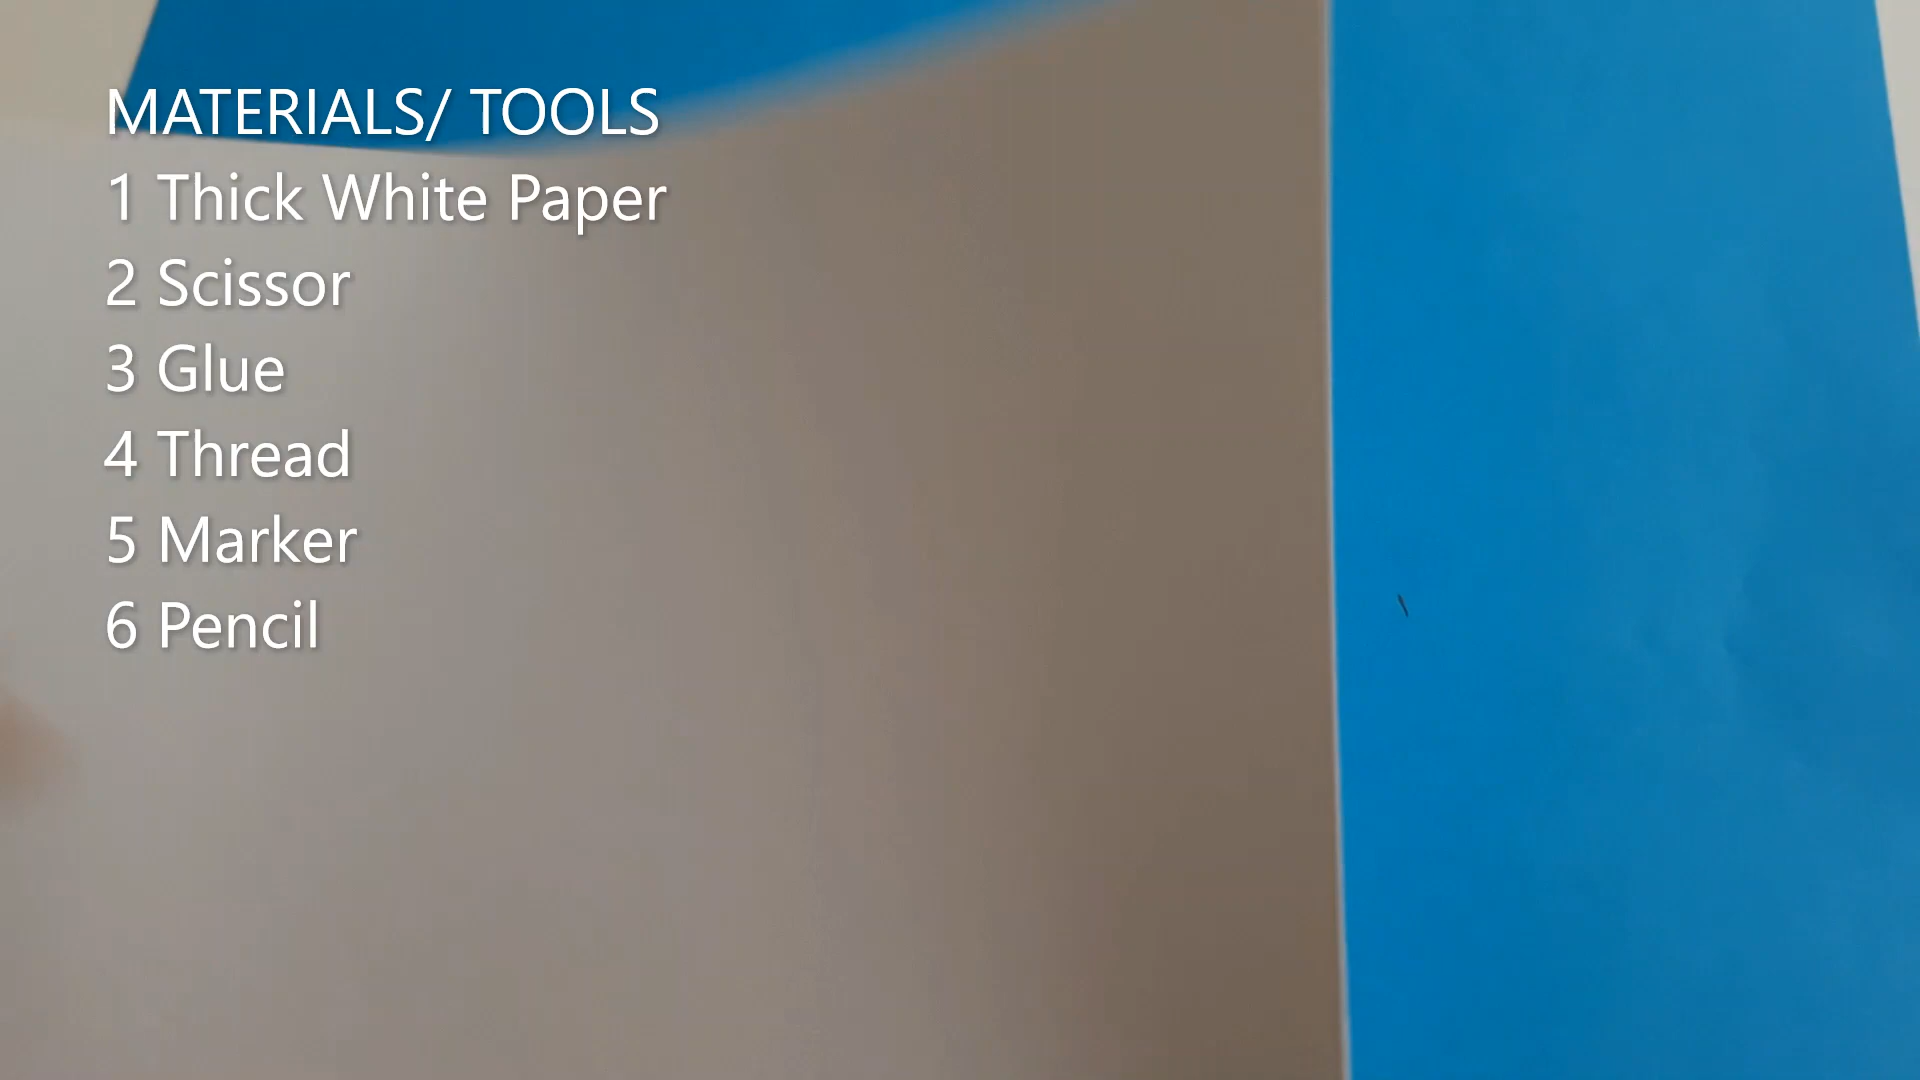 MATERIALS/ TOOLS
1 Thick White Paper
2 Scissor
3 Glue
4 Thread
5 Marker
6 Pencil